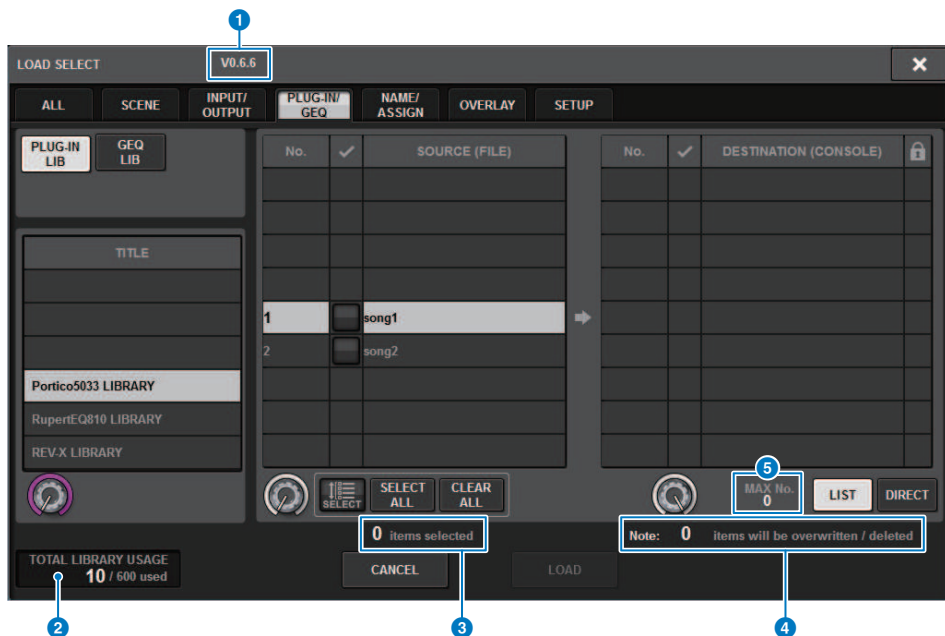 1
LOAD SELECT V0.6.6
ALL SCENE INPUT/ OUTPUT PLUG-IN/ GEQ NAME/ ASSIGN OVERLAY SETUP
PLUG-IN LIB GEQ LIB
No. SOURCE (FILE) No. DESTINATION (CONSOLE)
TITLE
1 song1
2 song2
Portico5033 LIBRARY
RupertEQ810 LIBRARY
REV-X LIBRARY
5
SELECT SELECT ALL CLEAR ALL MAX No. 0 LIST DIRECT
0 items selected Note: 0 items will be overwritten / deleted
TOTAL LIBRARY USAGE
10 / 600 used
CANCEL LOAD
2 3 4